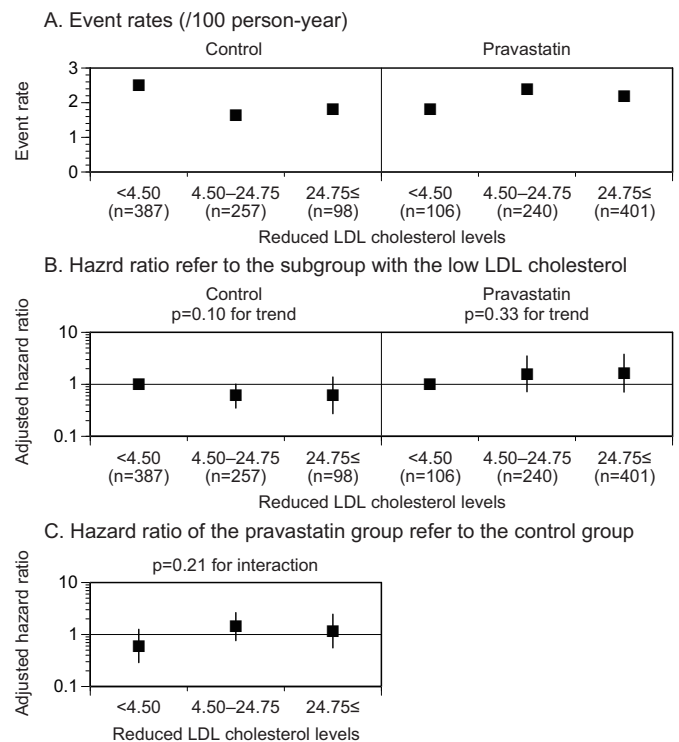 A. Event rates (/100 person-year)
Control
Pravastatin
Event rate
3
2
1
0
<4.50 4.50–24.75 24.75≤ <4.50 4.50–24.75 24.75≤
(n=387) (n=257) (n=98) (n=106) (n=240) (n=401)
Reduced LDL cholesterol levels
B. Hazrd ratio refer to the subgroup with the low LDL cholesterol
Control
p=0.10 for trend
Pravastatin
p=0.33 for trend
Adjusted hazard ratio
10
1
0.1
<4.50 4.50–24.75 24.75≤ <4.50 4.50–24.75 24.75≤
(n=387) (n=257) (n=98) (n=106) (n=240) (n=401)
Reduced LDL cholesterol levels
C. Hazard ratio of the pravastatin group refer to the control group
p=0.21 for interaction
Adjusted hazard ratio
10
1
0.1
<4.50 4.50–24.75 24.75≤
Reduced LDL cholesterol levels